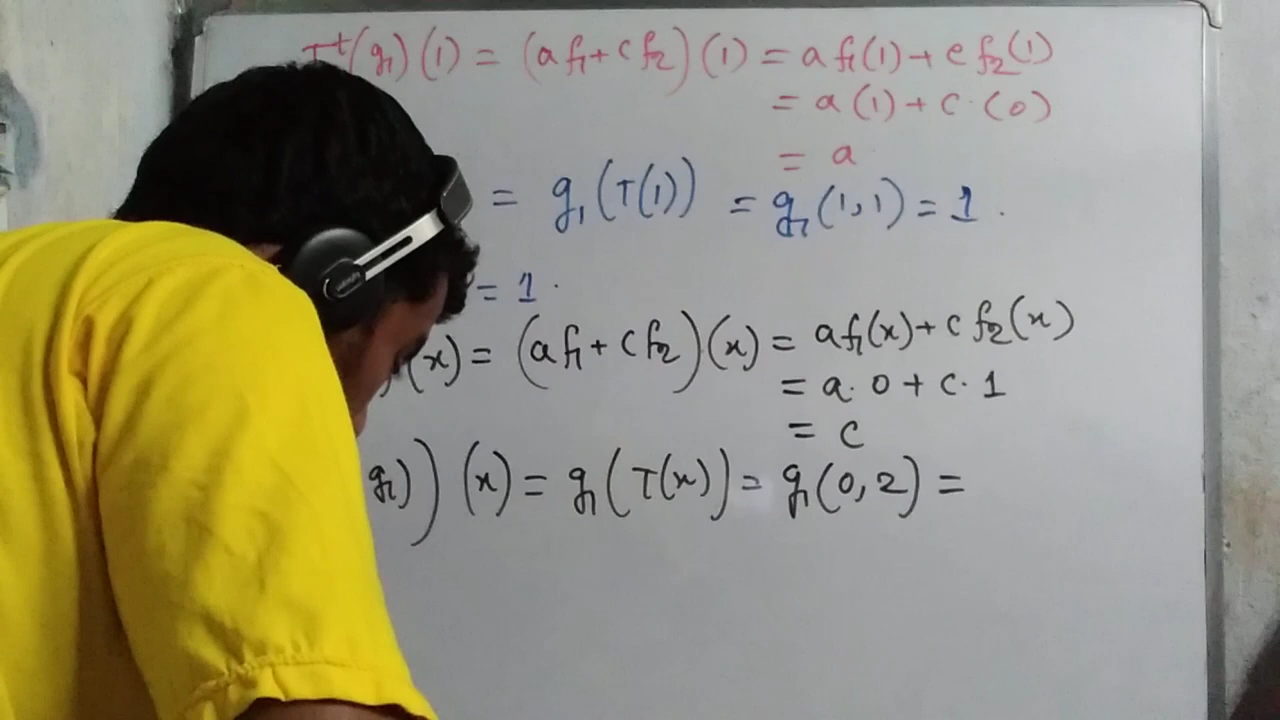 T^t(g₁)(1) = (af₁+cf₂)(1) = af₁(1)+cf₂(1)
= a(1)+c·(0)
= a
= g₁(T(1)) = g₁(1,1) = 1.
= 1.
(x) = (af₁+cf₂)(x) = af₁(x)+cf₂(x)
= a·0+c·1
= c
g₁))(x) = g₁(T(x)) = g₁(0,2) =